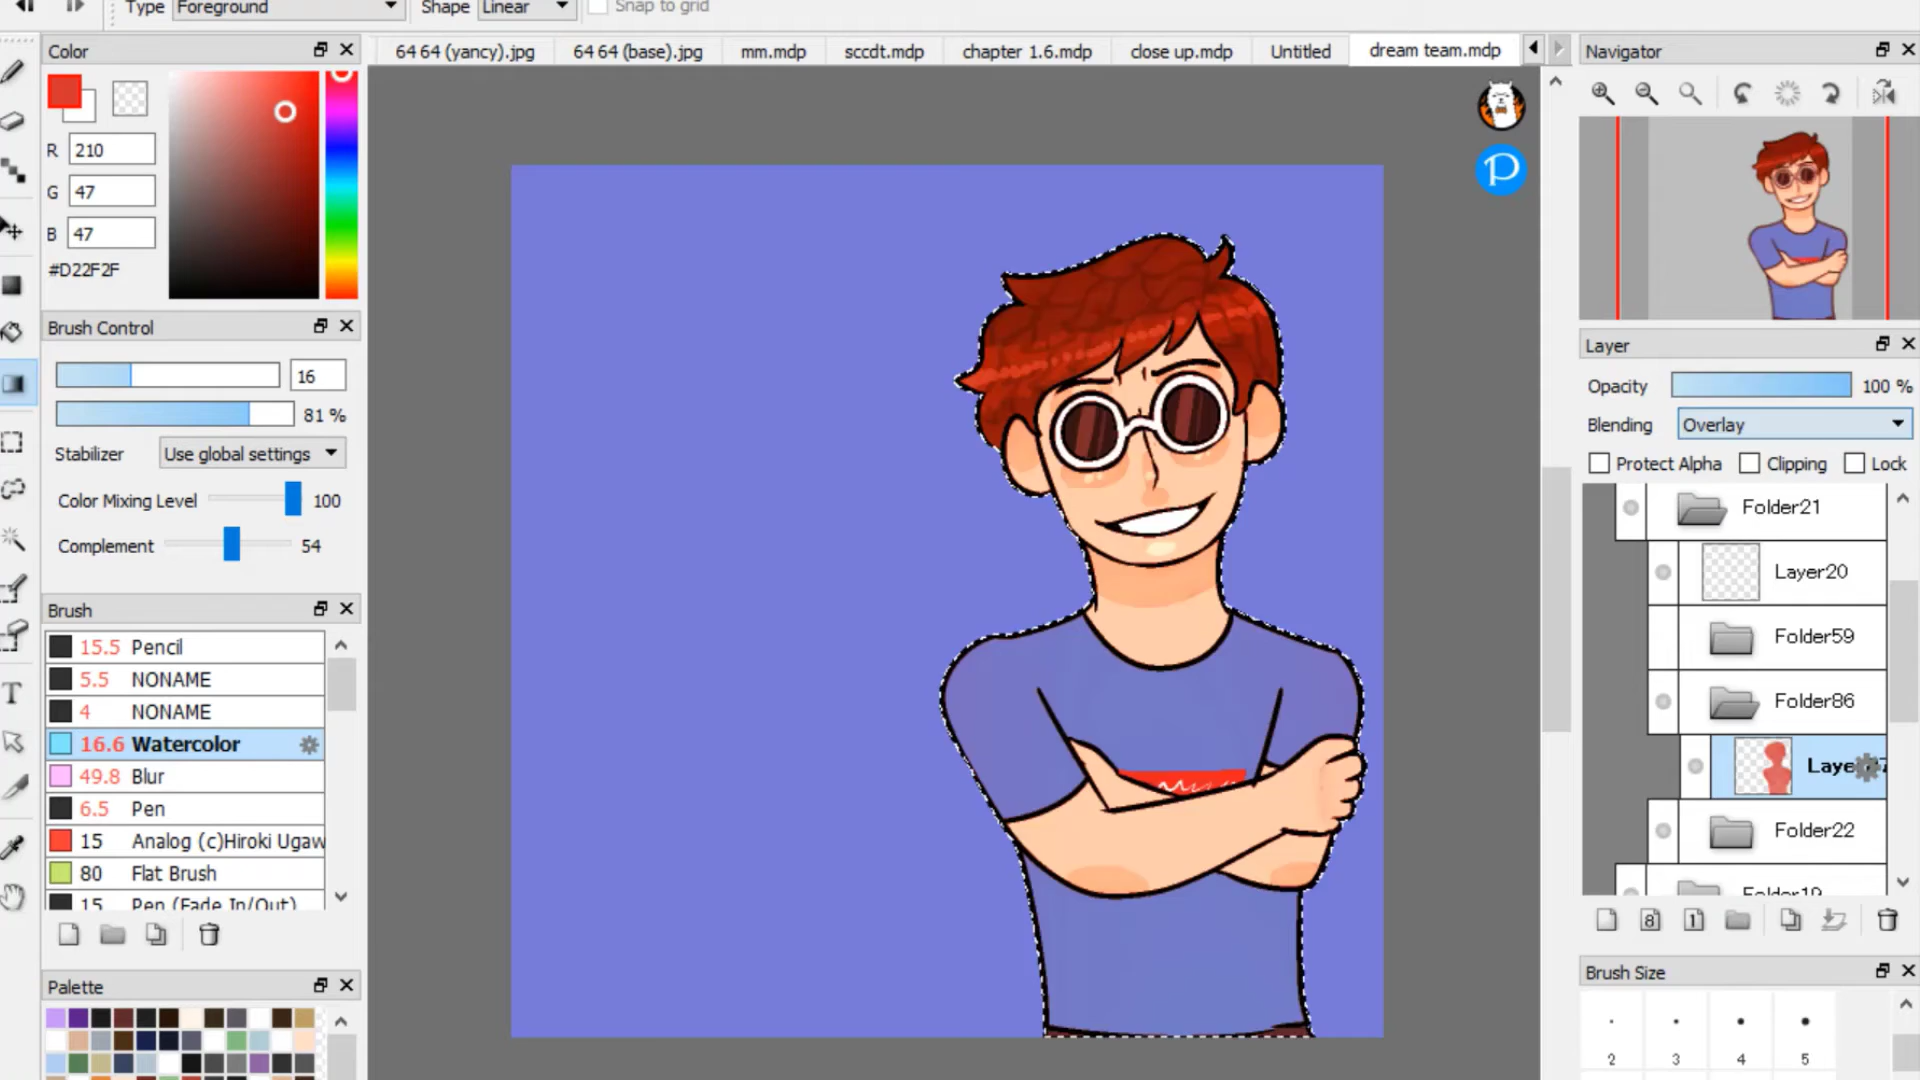 Type Foreground Shape Linear Snap to grid
Color
64 64 (yancy).jpg 64 64 (base).jpg mm.mdp sccdt.mdp chapter 1.6.mdp close up.mdp Untitled dream team.mdp
Navigator
R 210
G 47
B 47
#D22F2F
Brush Control
16
81 %
Stabilizer Use global settings
Color Mixing Level 100
Complement 54
Brush
15.5 Pencil
5.5 NONAME
4 NONAME
16.6 Watercolor
49.8 Blur
6.5 Pen
15 Analog (c)Hiroki Ugaw
80 Flat Brush
15 Pen (Fade In/Out)
Palette
P
Layer
Opacity 100 %
Blending Overlay
Protect Alpha Clipping Lock
Folder21
Layer20
Folder59
Folder86
Laye
Folder22
Folder19
8 1
Brush Size
2 3 4 5
T